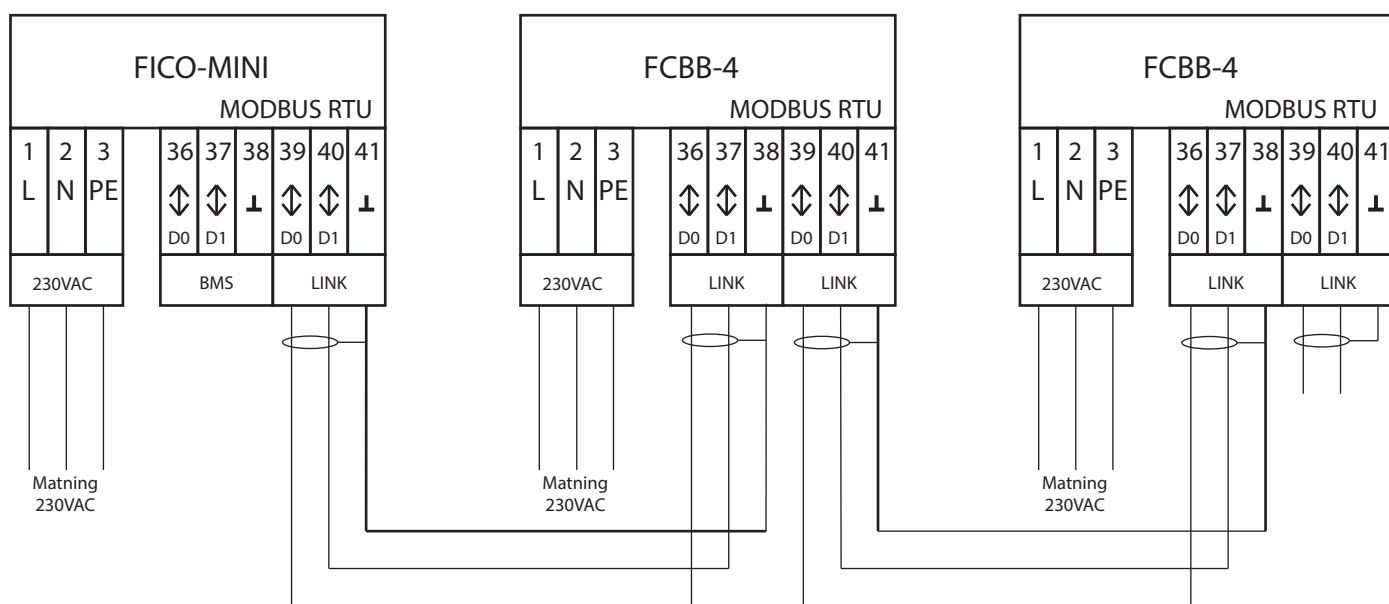 FICO-MINI
MODBUS RTU
1 2 3 36 37 38 39 40 41
L N PE
D0 D1 D0 D1
230VAC BMS LINK
Matning
230VAC
FCBB-4
MODBUS RTU
1 2 3 36 37 38 39 40 41
L N PE
D0 D1 D0 D1
230VAC LINK LINK
Matning
230VAC
FCBB-4
MODBUS RTU
1 2 3 36 37 38 39 40 41
L N PE
D0 D1 D0 D1
230VAC LINK LINK
Matning
230VAC